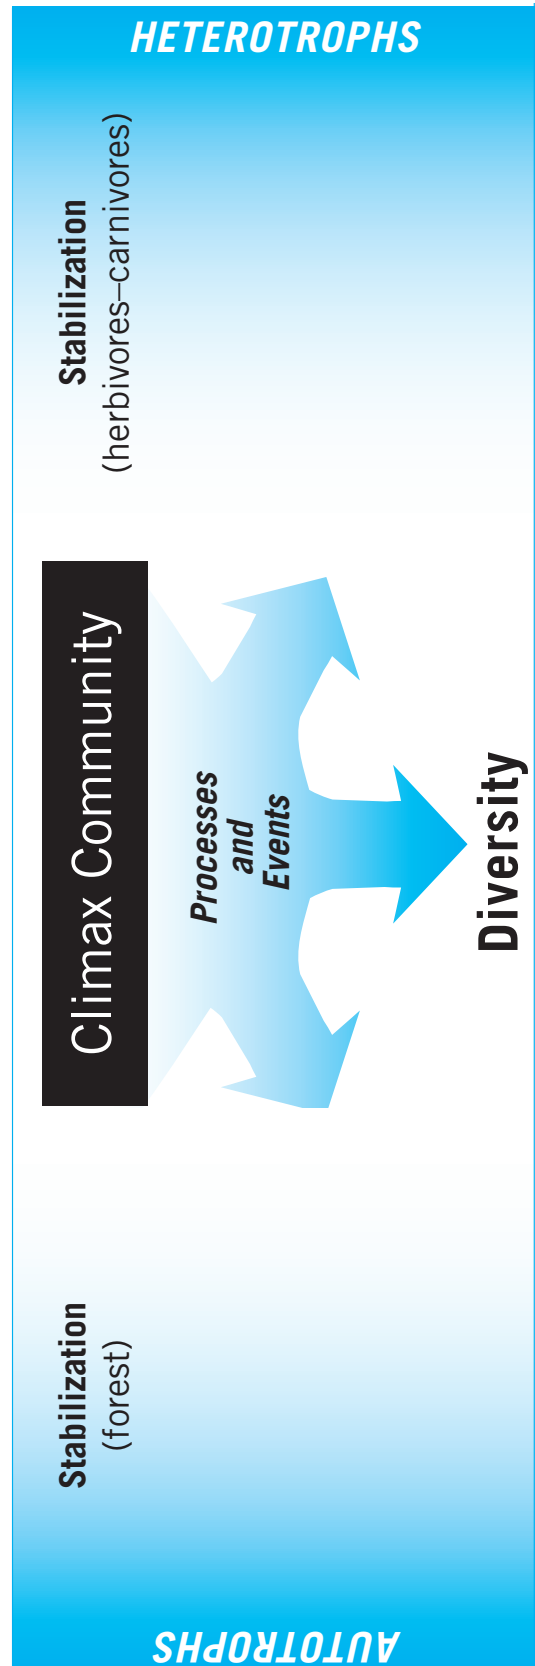 HETEROTROPHS
Stabilization
(herbivores–carnivores)
Climax Community
Processes
and
Events
Diversity
Stabilization
(forest)
AUTOTROPHS